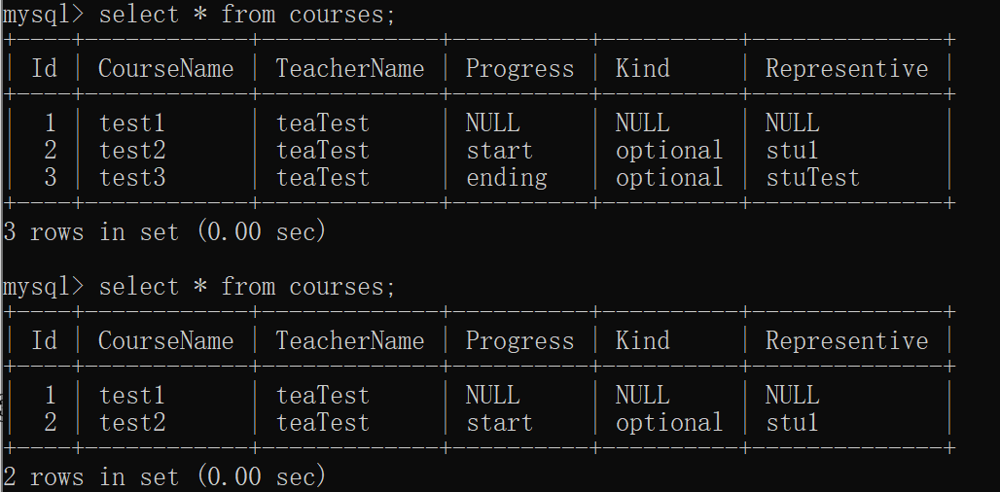 mysql> select * from courses;
+----+-------------+-------------+----------+----------+---------------+
| Id | CourseName | TeacherName | Progress | Kind | Representive |
+----+-------------+-------------+----------+----------+---------------+
| 1 | test1 | teaTest | NULL | NULL | NULL |
| 2 | test2 | teaTest | start | optional | stu1 |
| 3 | test3 | teaTest | ending | optional | stuTest |
+----+-------------+-------------+----------+----------+---------------+
3 rows in set (0.00 sec)
mysql> select * from courses;
+----+-------------+-------------+----------+----------+---------------+
| Id | CourseName | TeacherName | Progress | Kind | Representive |
+----+-------------+-------------+----------+----------+---------------+
| 1 | test1 | teaTest | NULL | NULL | NULL |
| 2 | test2 | teaTest | start | optional | stu1 |
+----+-------------+-------------+----------+----------+---------------+
2 rows in set (0.00 sec)